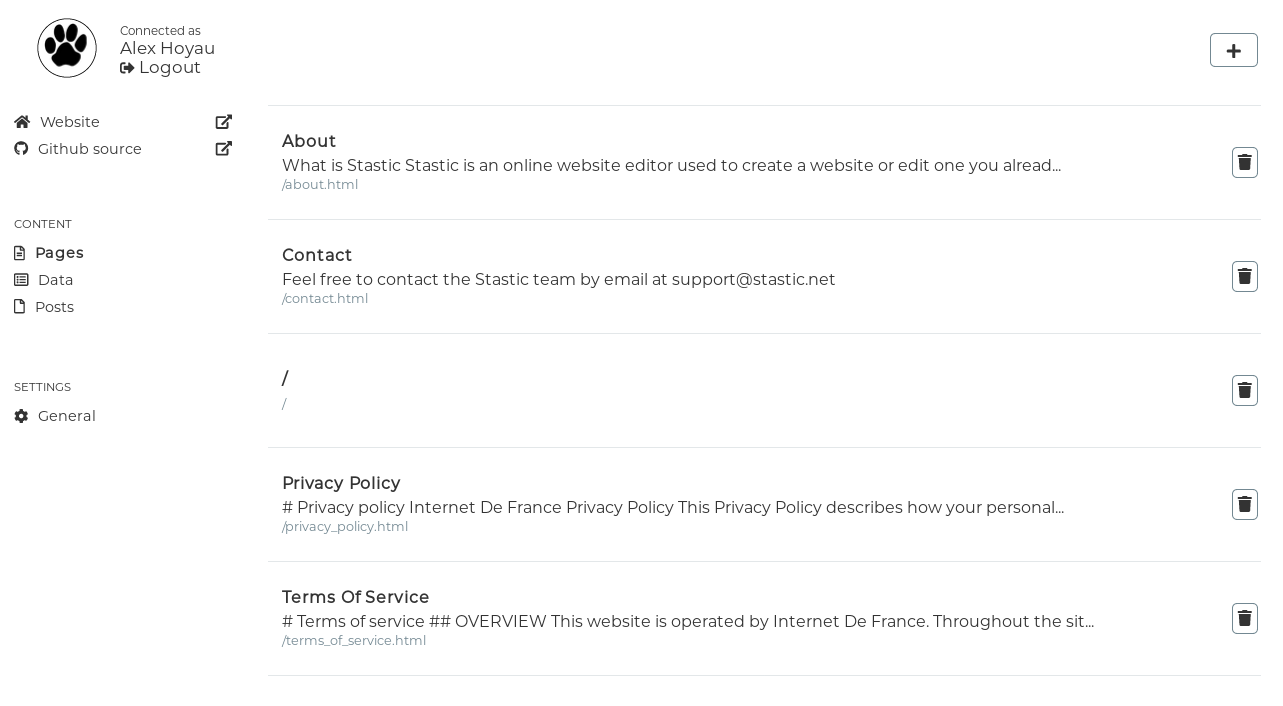 Connected as
Alex Hoyau
Logout
Website
Github source
CONTENT
Pages
Data
Posts
SETTINGS
General
About
What is Stastic Stastic is an online website editor used to create a website or edit one you alread...
/about.html
Contact
Feel free to contact the Stastic team by email at support@stastic.net
/contact.html
/
/
Privacy Policy
# Privacy policy Internet De France Privacy Policy This Privacy Policy describes how your personal...
/privacy_policy.html
Terms Of Service
# Terms of service ## OVERVIEW This website is operated by Internet De France. Throughout the sit...
/terms_of_service.html